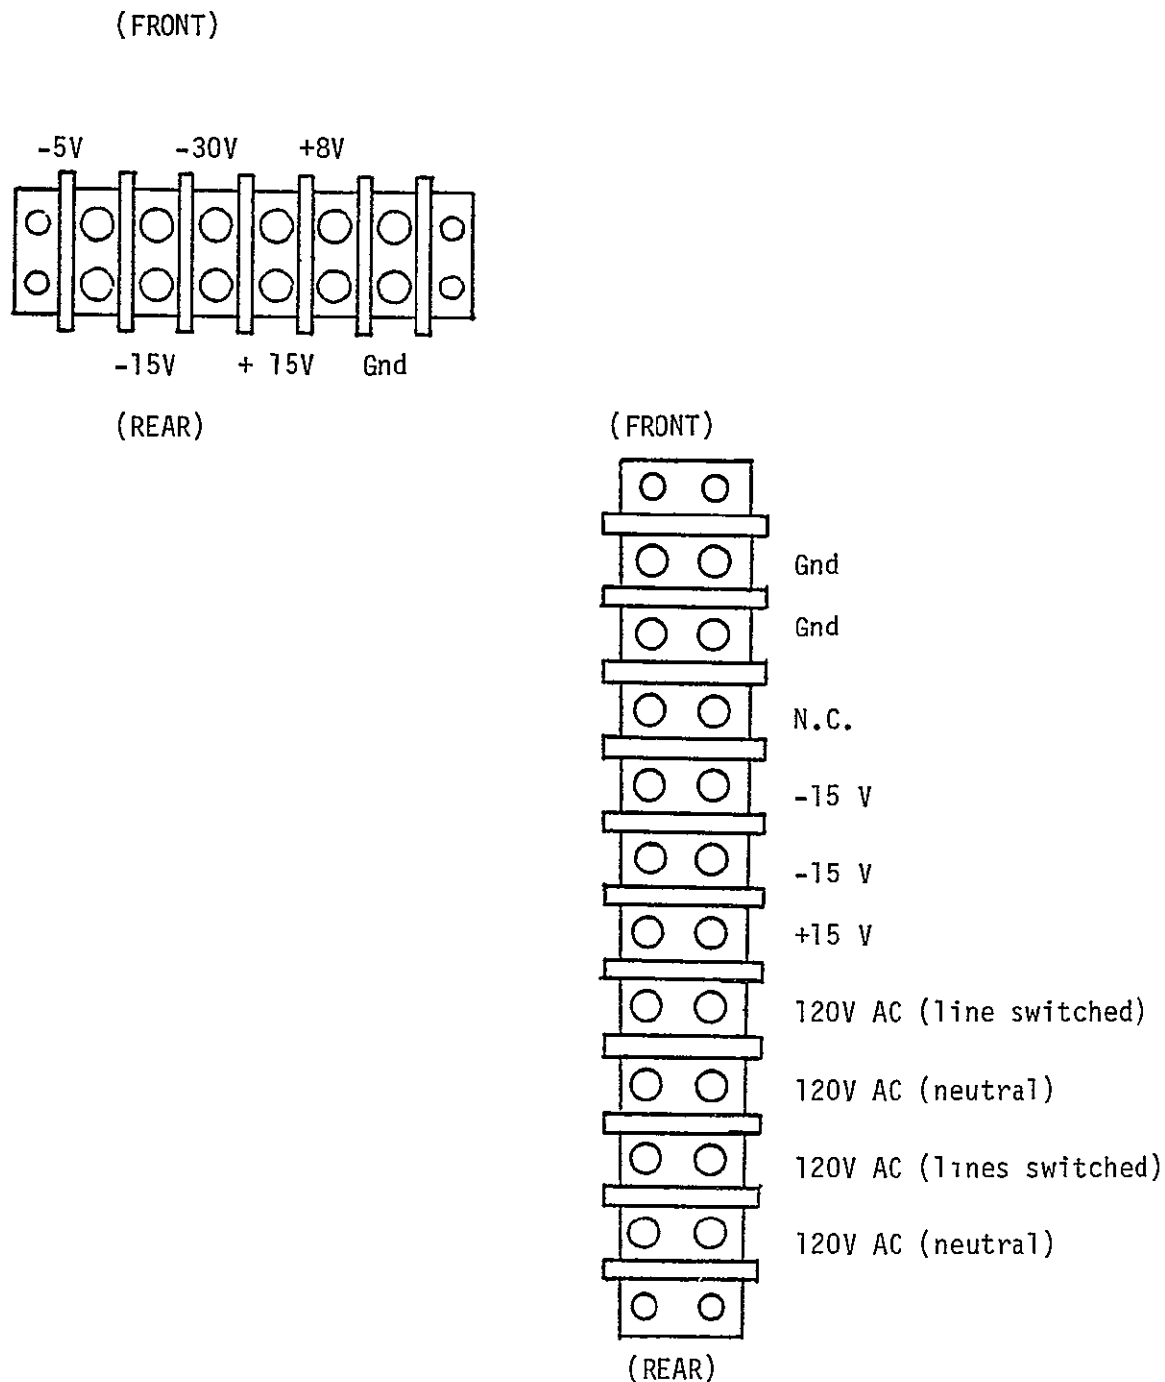 (FRONT)
-5V -30V +8V
-15V + 15V Gnd
(REAR)
(FRONT)
Gnd
Gnd
N.C.
-15 V
-15 V
+15 V
120V AC (line switched)
120V AC (neutral)
120V AC (lines switched)
120V AC (neutral)
(REAR)